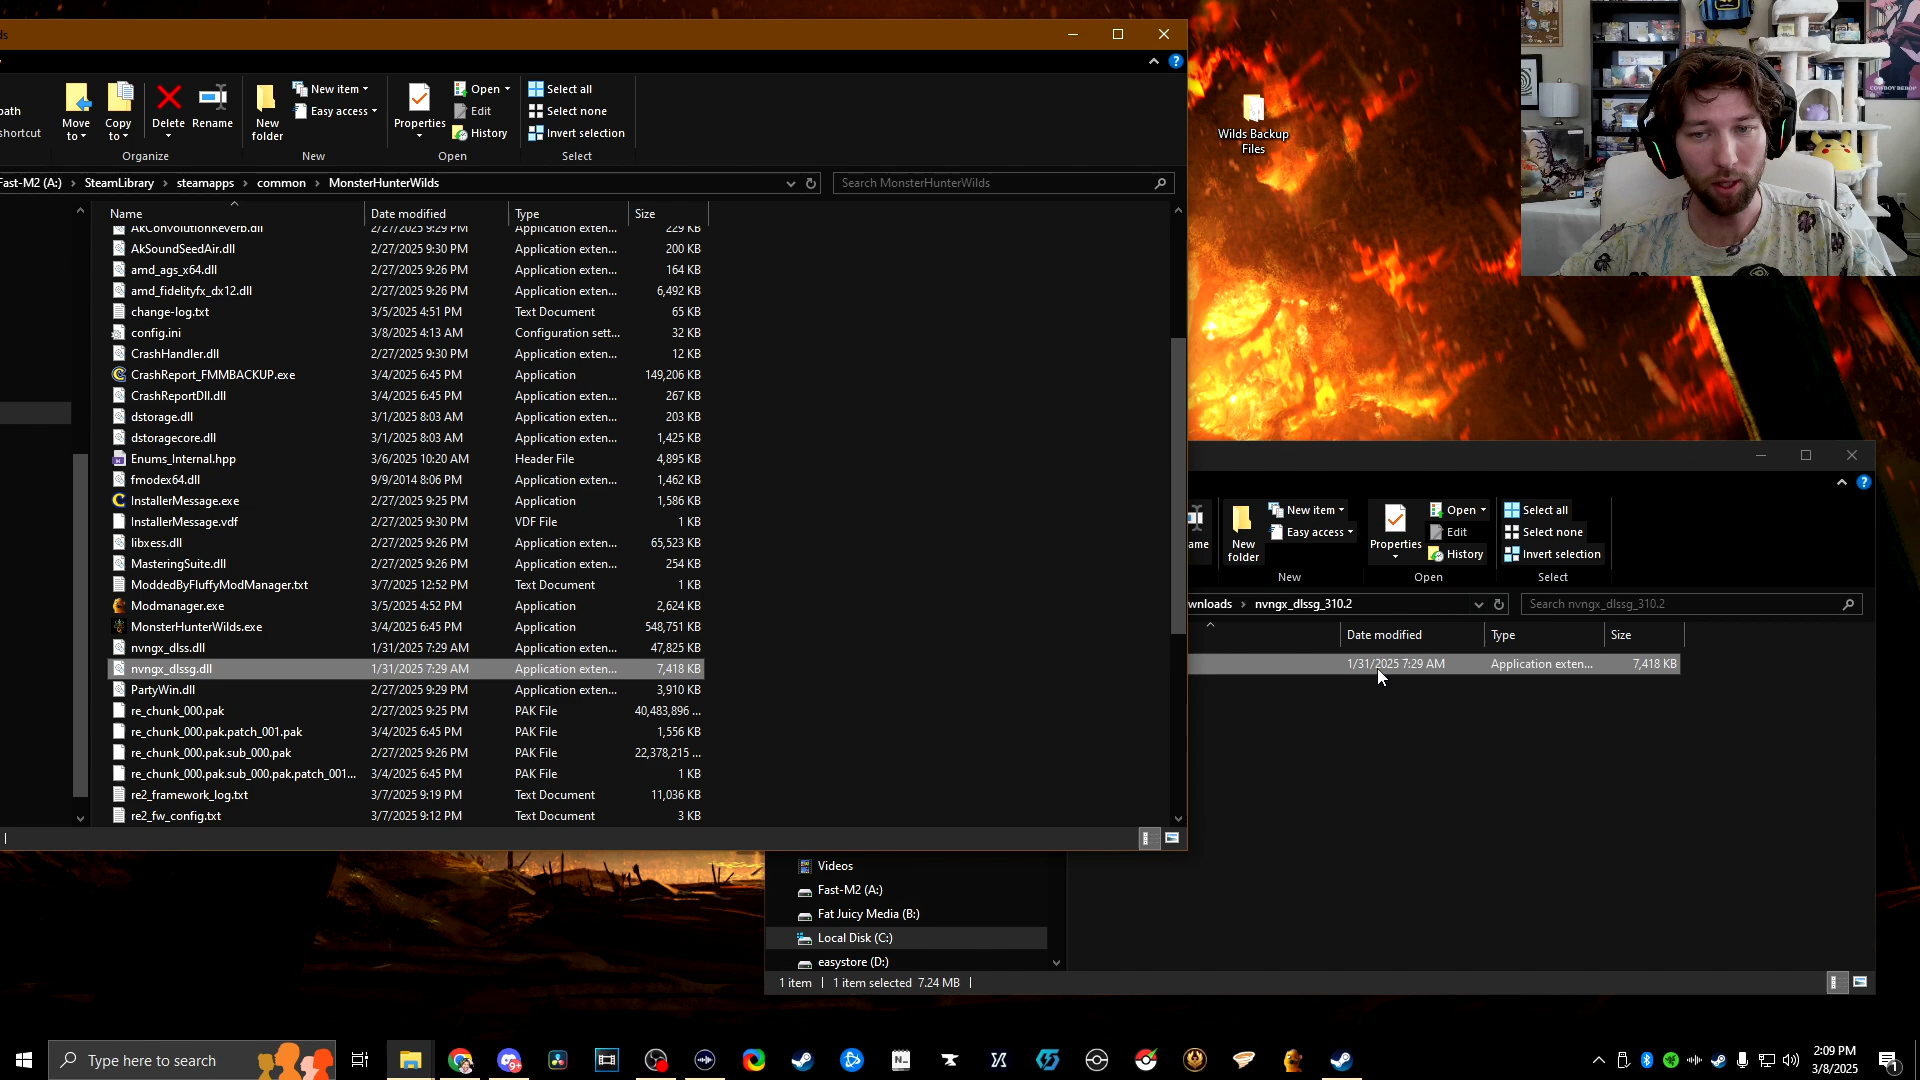 ds
path
shortcut
Move to
Copy to
Delete
Rename
New folder
New item
Easy access
Properties
Open
Edit
History
Select all
Select none
Invert selection
Organize
New
Open
Select
Fast-M2 (A:) › SteamLibrary › steamapps › common › MonsterHunterWilds
Search MonsterHunterWilds
Name Date modified Type Size
AkConvolutionReverb.dll 2/27/2025 9:29 PM Application exten... 229 KB
AkSoundSeedAir.dll 2/27/2025 9:30 PM Application exten... 200 KB
amd_ags_x64.dll 2/27/2025 9:26 PM Application exten... 164 KB
amd_fidelityfx_dx12.dll 2/27/2025 9:26 PM Application exten... 6,492 KB
change-log.txt 3/5/2025 4:51 PM Text Document 65 KB
config.ini 3/8/2025 4:13 AM Configuration sett... 32 KB
CrashHandler.dll 2/27/2025 9:30 PM Application exten... 12 KB
CrashReport_FMMBACKUP.exe 3/4/2025 6:45 PM Application 149,206 KB
CrashReportDll.dll 3/4/2025 6:45 PM Application exten... 267 KB
dstorage.dll 3/1/2025 8:03 AM Application exten... 203 KB
dstoragecore.dll 3/1/2025 8:03 AM Application exten... 1,425 KB
Enums_Internal.hpp 3/6/2025 10:20 AM Header File 4,895 KB
fmodex64.dll 9/9/2014 8:06 PM Application exten... 1,462 KB
InstallerMessage.exe 2/27/2025 9:25 PM Application 1,586 KB
InstallerMessage.vdf 2/27/2025 9:30 PM VDF File 1 KB
libxess.dll 2/27/2025 9:26 PM Application exten... 65,523 KB
MasteringSuite.dll 2/27/2025 9:26 PM Application exten... 254 KB
ModdedByFluffyModManager.txt 3/7/2025 12:52 PM Text Document 1 KB
Modmanager.exe 3/5/2025 4:52 PM Application 2,624 KB
MonsterHunterWilds.exe 3/4/2025 6:45 PM Application 548,751 KB
nvngx_dlss.dll 1/31/2025 7:29 AM Application exten... 47,825 KB
nvngx_dlssg.dll 1/31/2025 7:29 AM Application exten... 7,418 KB
PartyWin.dll 2/27/2025 9:29 PM Application exten... 3,910 KB
re_chunk_000.pak 2/27/2025 9:25 PM PAK File 40,483,896 ...
re_chunk_000.pak.patch_001.pak 3/4/2025 6:45 PM PAK File 1,556 KB
re_chunk_000.pak.sub_000.pak 2/27/2025 9:26 PM PAK File 22,378,215 ...
re_chunk_000.pak.sub_000.pak.patch_001... 3/4/2025 6:45 PM PAK File 1 KB
re2_framework_log.txt 3/7/2025 9:19 PM Text Document 11,036 KB
re2_fw_config.txt 3/7/2025 9:12 PM Text Document 3 KB
Wilds Backup
Files
COWBOY BEBOP
ame
New folder
New item
Easy access
Properties
Open
Edit
History
Select all
Select none
Invert selection
New
Open
Select
wnloads › nvngx_dlssg_310.2
Search nvngx_dlssg_310.2
Date modified Type Size
1/31/2025 7:29 AM Application exten... 7,418 KB
Videos
Fast-M2 (A:)
Fat Juicy Media (B:)
Local Disk (C:)
easystore (D:)
1 item 1 item selected 7.24 MB
Type here to search
9+
N
2:09 PM
3/8/2025
1